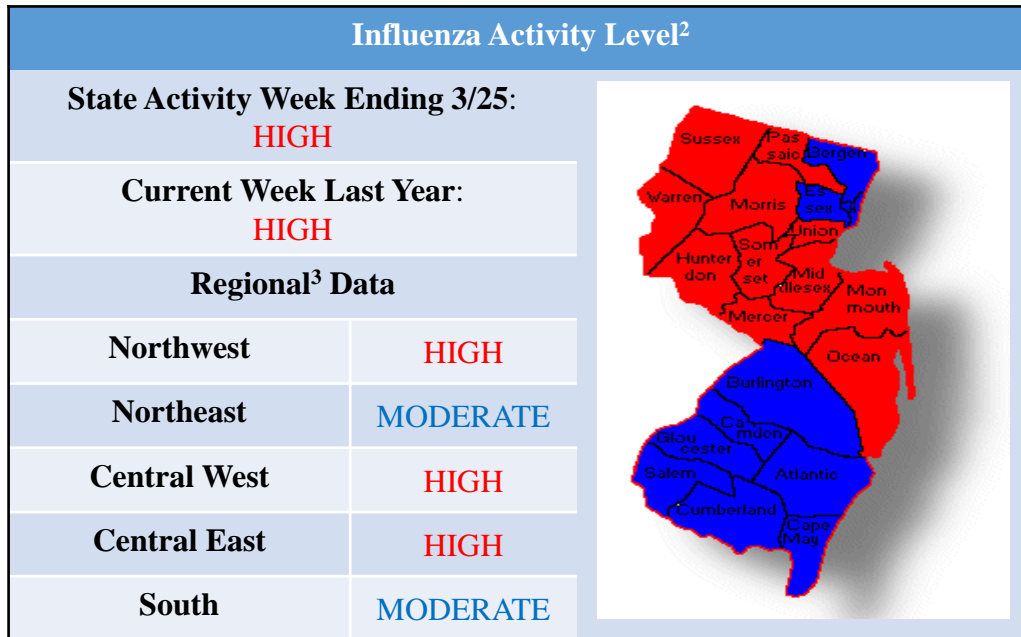 Influenza Activity Level²
State Activity Week Ending 3/25:
HIGH
Current Week Last Year:
HIGH
Regional³ Data
Northwest HIGH
Northeast MODERATE
Central West HIGH
Central East HIGH
South MODERATE
Sussex
Pas
saic
Bergen
Warren
Morris
Es
sex
H
Union
Hunter
don
Som
er
set
Mid
dlesex
Mon
mouth
Mercer
Ocean
Burlington
Ca
mden
Glou
cester
Salem
Atlantic
Cumberland
Cape
May